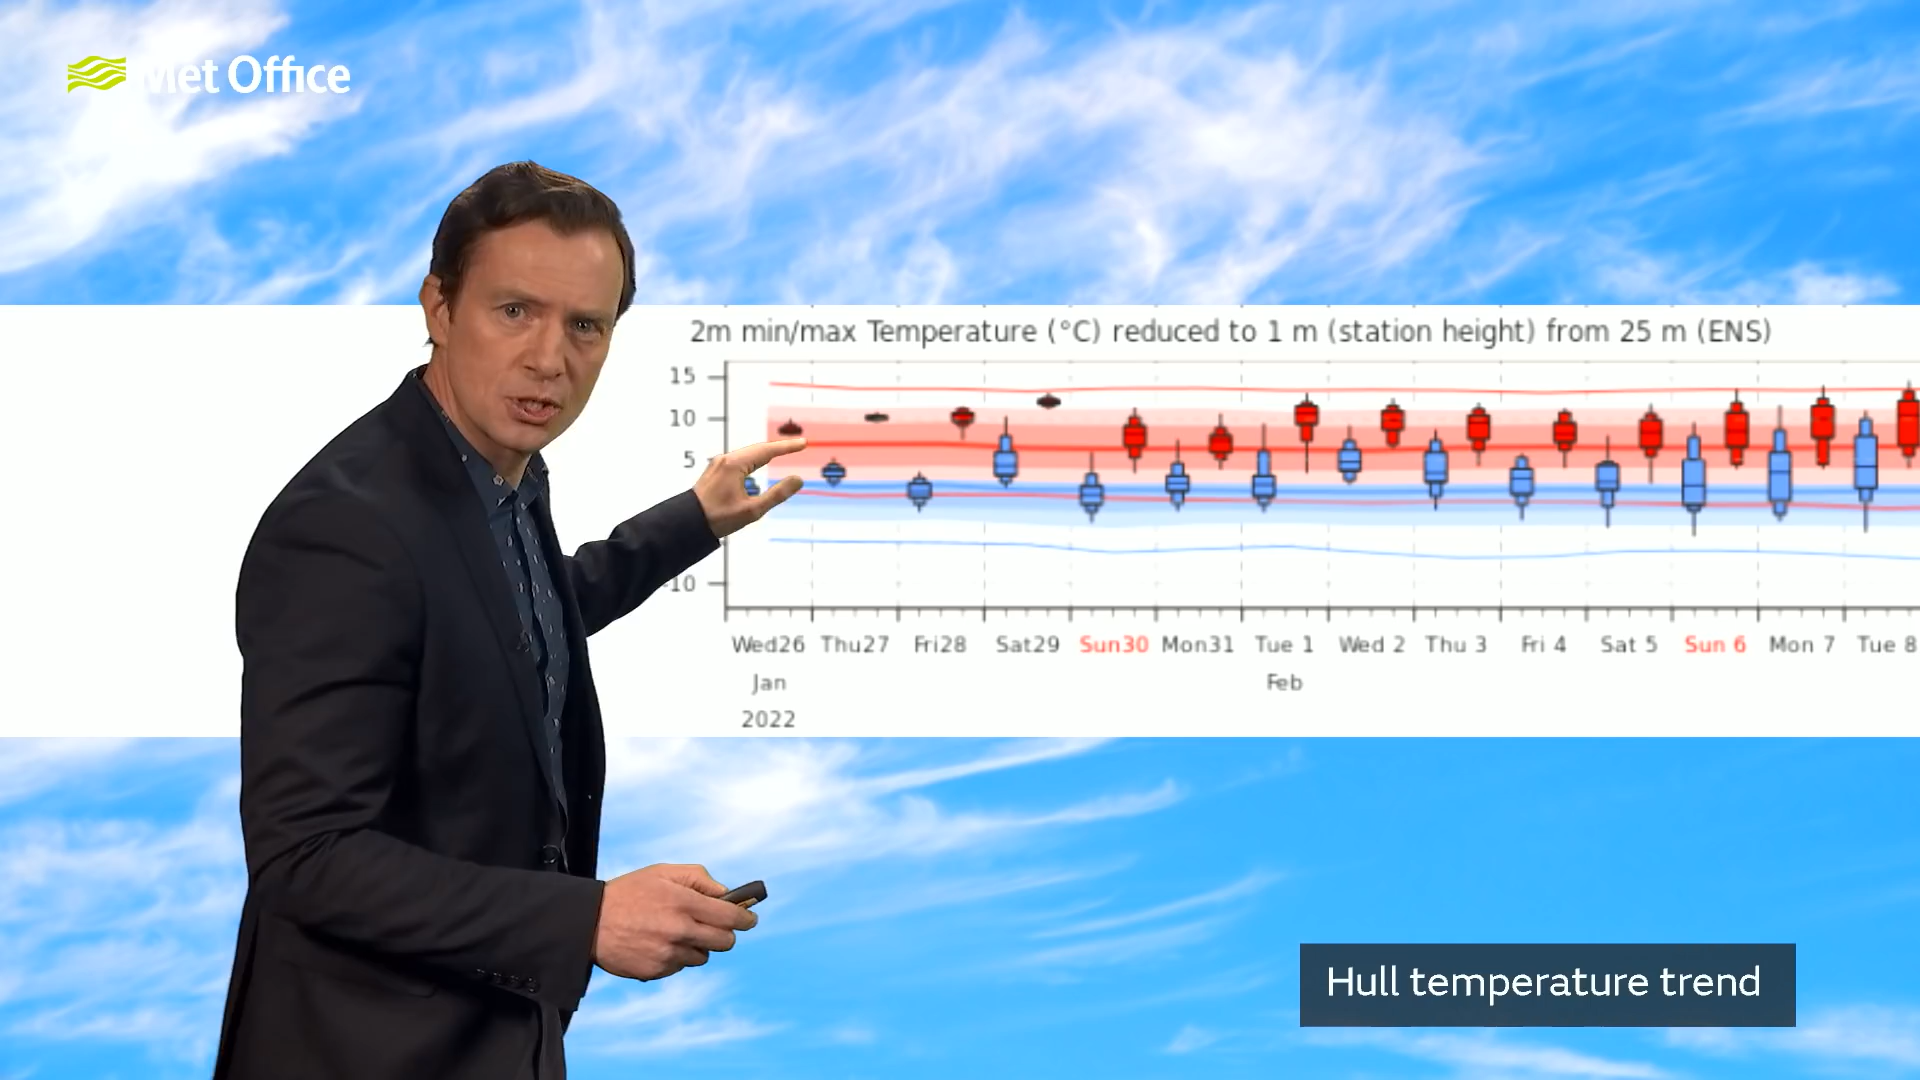 Met Office
2m min/max Temperature (°C) reduced to 1 m (station height) from 25 m (ENS)
15
10
5
-10
Wed26 Thu27 Fri28 Sat29 Sun30 Mon31 Tue 1 Wed 2 Thu 3 Fri 4 Sat 5 Sun 6 Mon 7 Tue 8
Jan Feb
2022
Hull temperature trend